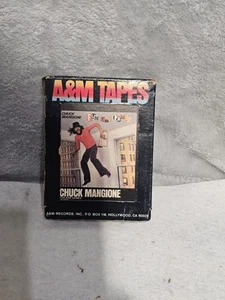 A&M TAPES
CHUCK
MANGIONE
CHUCK MANGIONE
A&M RECORDS, INC., P.O. BOX 118, HOLLYWOOD, CA 90028